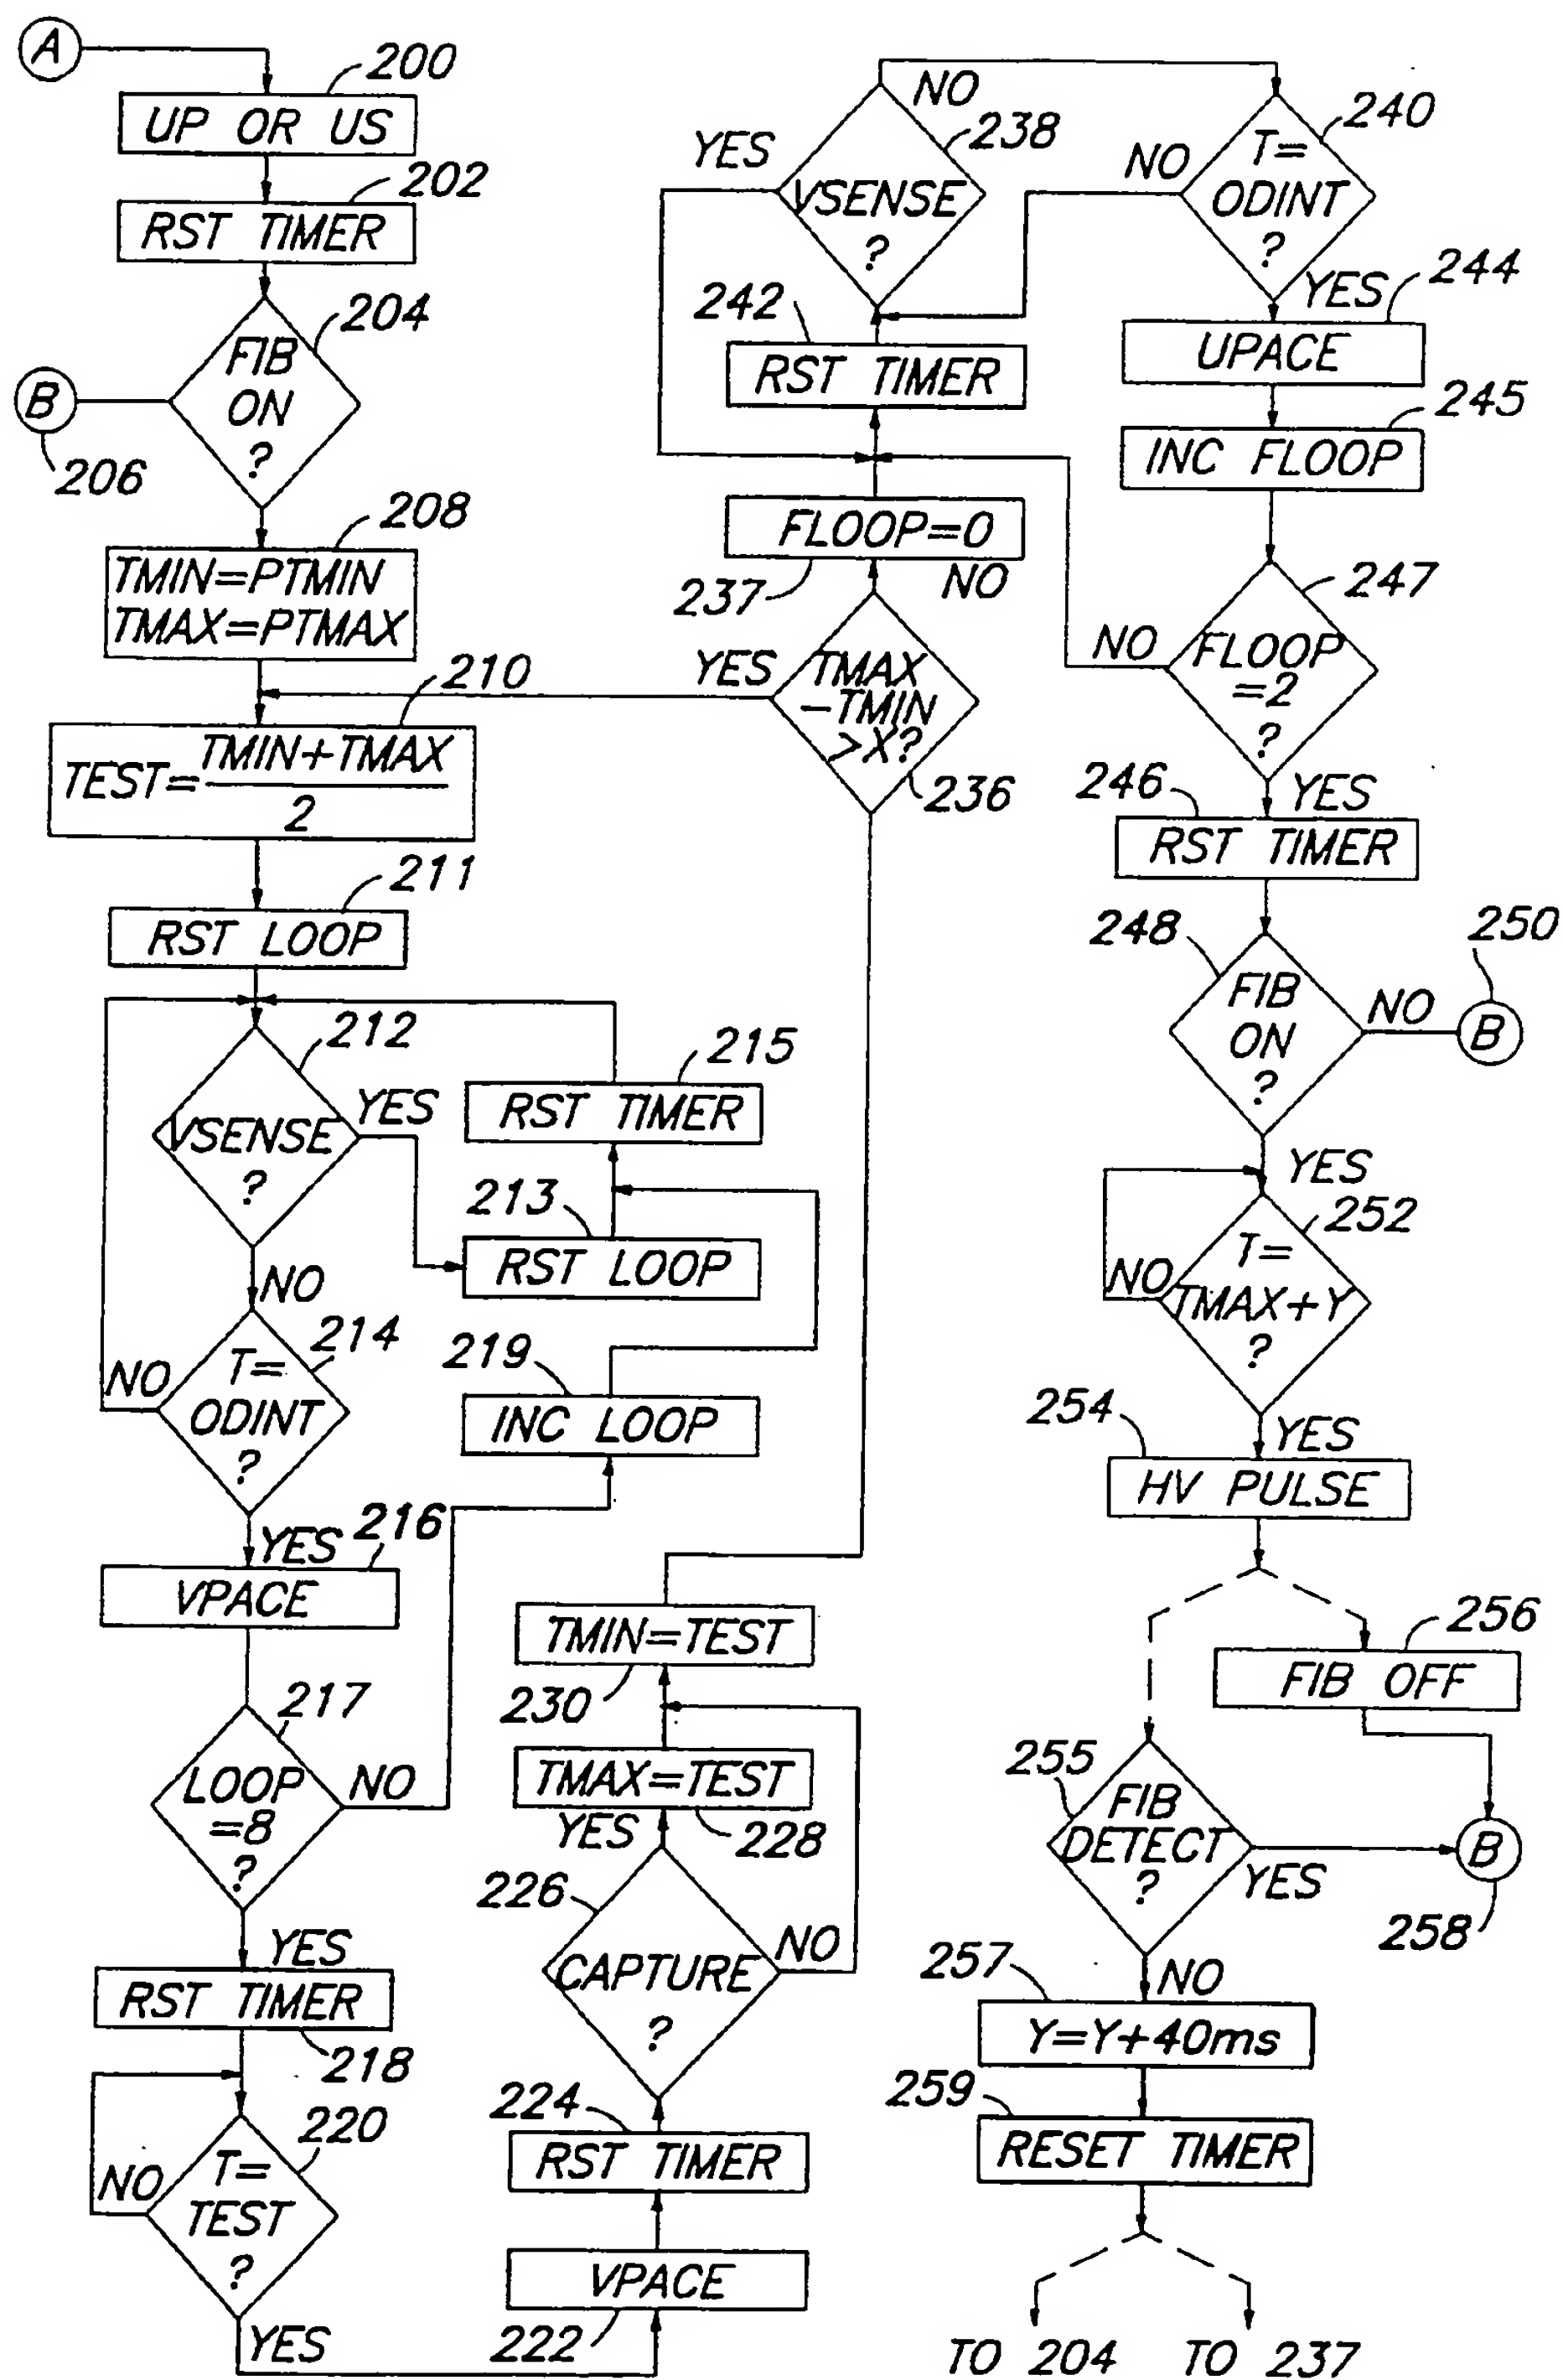 A
200
UP OR US
202
RST TIMER
204
FIB
ON
?
B
206
208
TMIN=PTMIN
TMAX=PTMAX
210
TEST=TMIN+TMAX
2
211
RST LOOP
212
VSENSE
?
YES
NO
215
RST TIMER
213
RST LOOP
214
T=
ODINT
?
NO
YES
219
INC LOOP
216
VPACE
217
LOOP
=8
?
NO
YES
RST TIMER
218
220
T=
TEST
?
NO
YES
VPACE
222
224
RST TIMER
226
CAPTURE
?
NO
YES
TMAX=TEST
228
TMIN=TEST
230
TMAX
-TMIN
>X?
236
YES
NO
FLOOP=0
237
242
RST TIMER
238
VSENSE
?
YES
NO
240
T=
ODINT
?
NO
YES
244
UPACE
245
INC FLOOP
247
FLOOP
=2
?
NO
YES
246
RST TIMER
248
FIB
ON
?
NO
250
B
YES
252
T=
TMAX+Y
?
NO
YES
254
HV PULSE
256
FIB OFF
255
FIB
DETECT
?
YES
B
258
NO
257
Y=Y+40ms
259
RESET TIMER
TO 204
TO 237